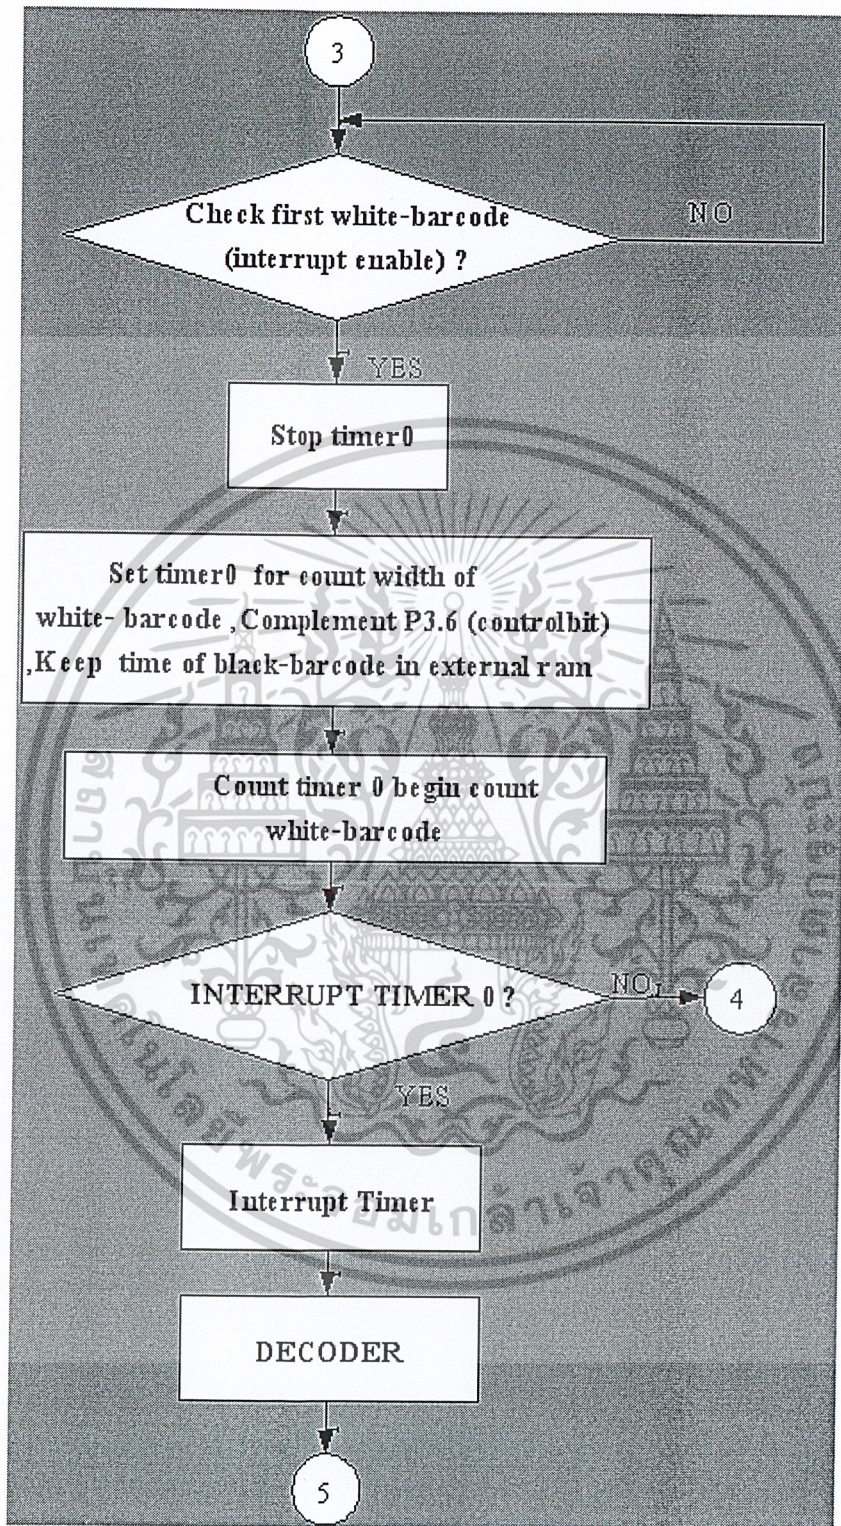 3
Check first white-barcode
NO
(interrupt enable) ?
YES
Stop timer0
Set timer0 for count width of
white- barcode ,Complement P3.6 (controlbit)
,Keep time of black-barcode in external ram
Count timer 0 begin count
white-barcode
INTERRUPT TIMER 0 ?
NO
4
YES
Interrupt Timer
DECODER
5